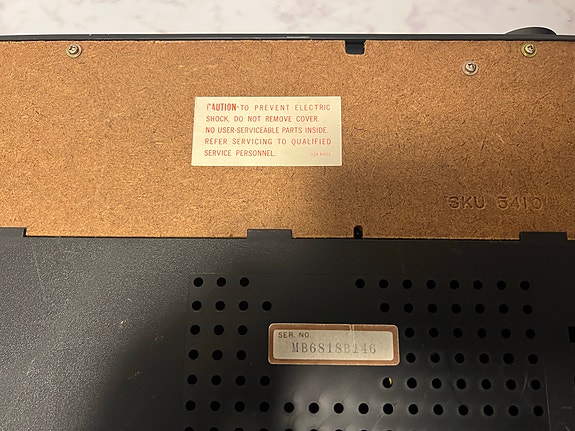 CAUTION-TO PREVENT ELECTRIC
SHOCK, DO NOT REMOVE COVER.
NO USER-SERVICEABLE PARTS INSIDE.
REFER SERVICING TO QUALIFIED
SERVICE PERSONNEL.
SKU 5410
SER. NO.
MB6818B146